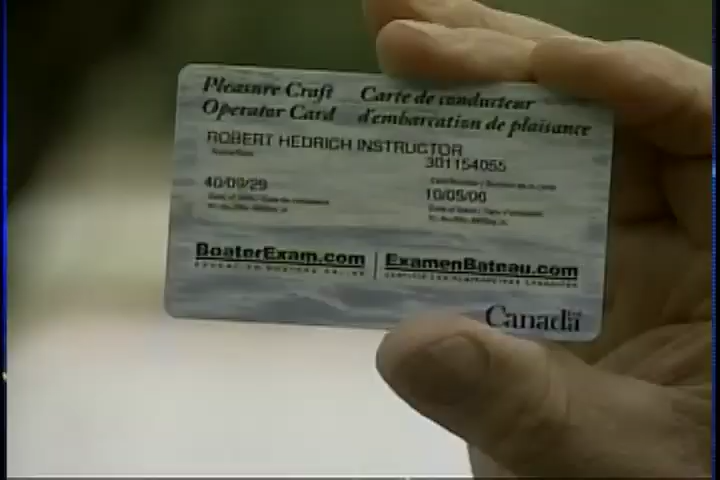 Pleasure Craft Carte de conducteur
Operator Card d'embarcation de plaisance
ROBERT HEDRICH INSTRUCTOR
301154055
40/09/29
10/05/06
BoaterExam.com | ExamenBateau.com
Canada